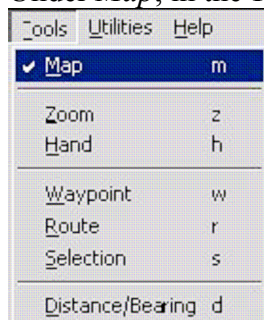 Tools Utilities Help
Map m
Zoom z
Hand h
Waypoint w
Route r
Selection s
Distance/Bearing d